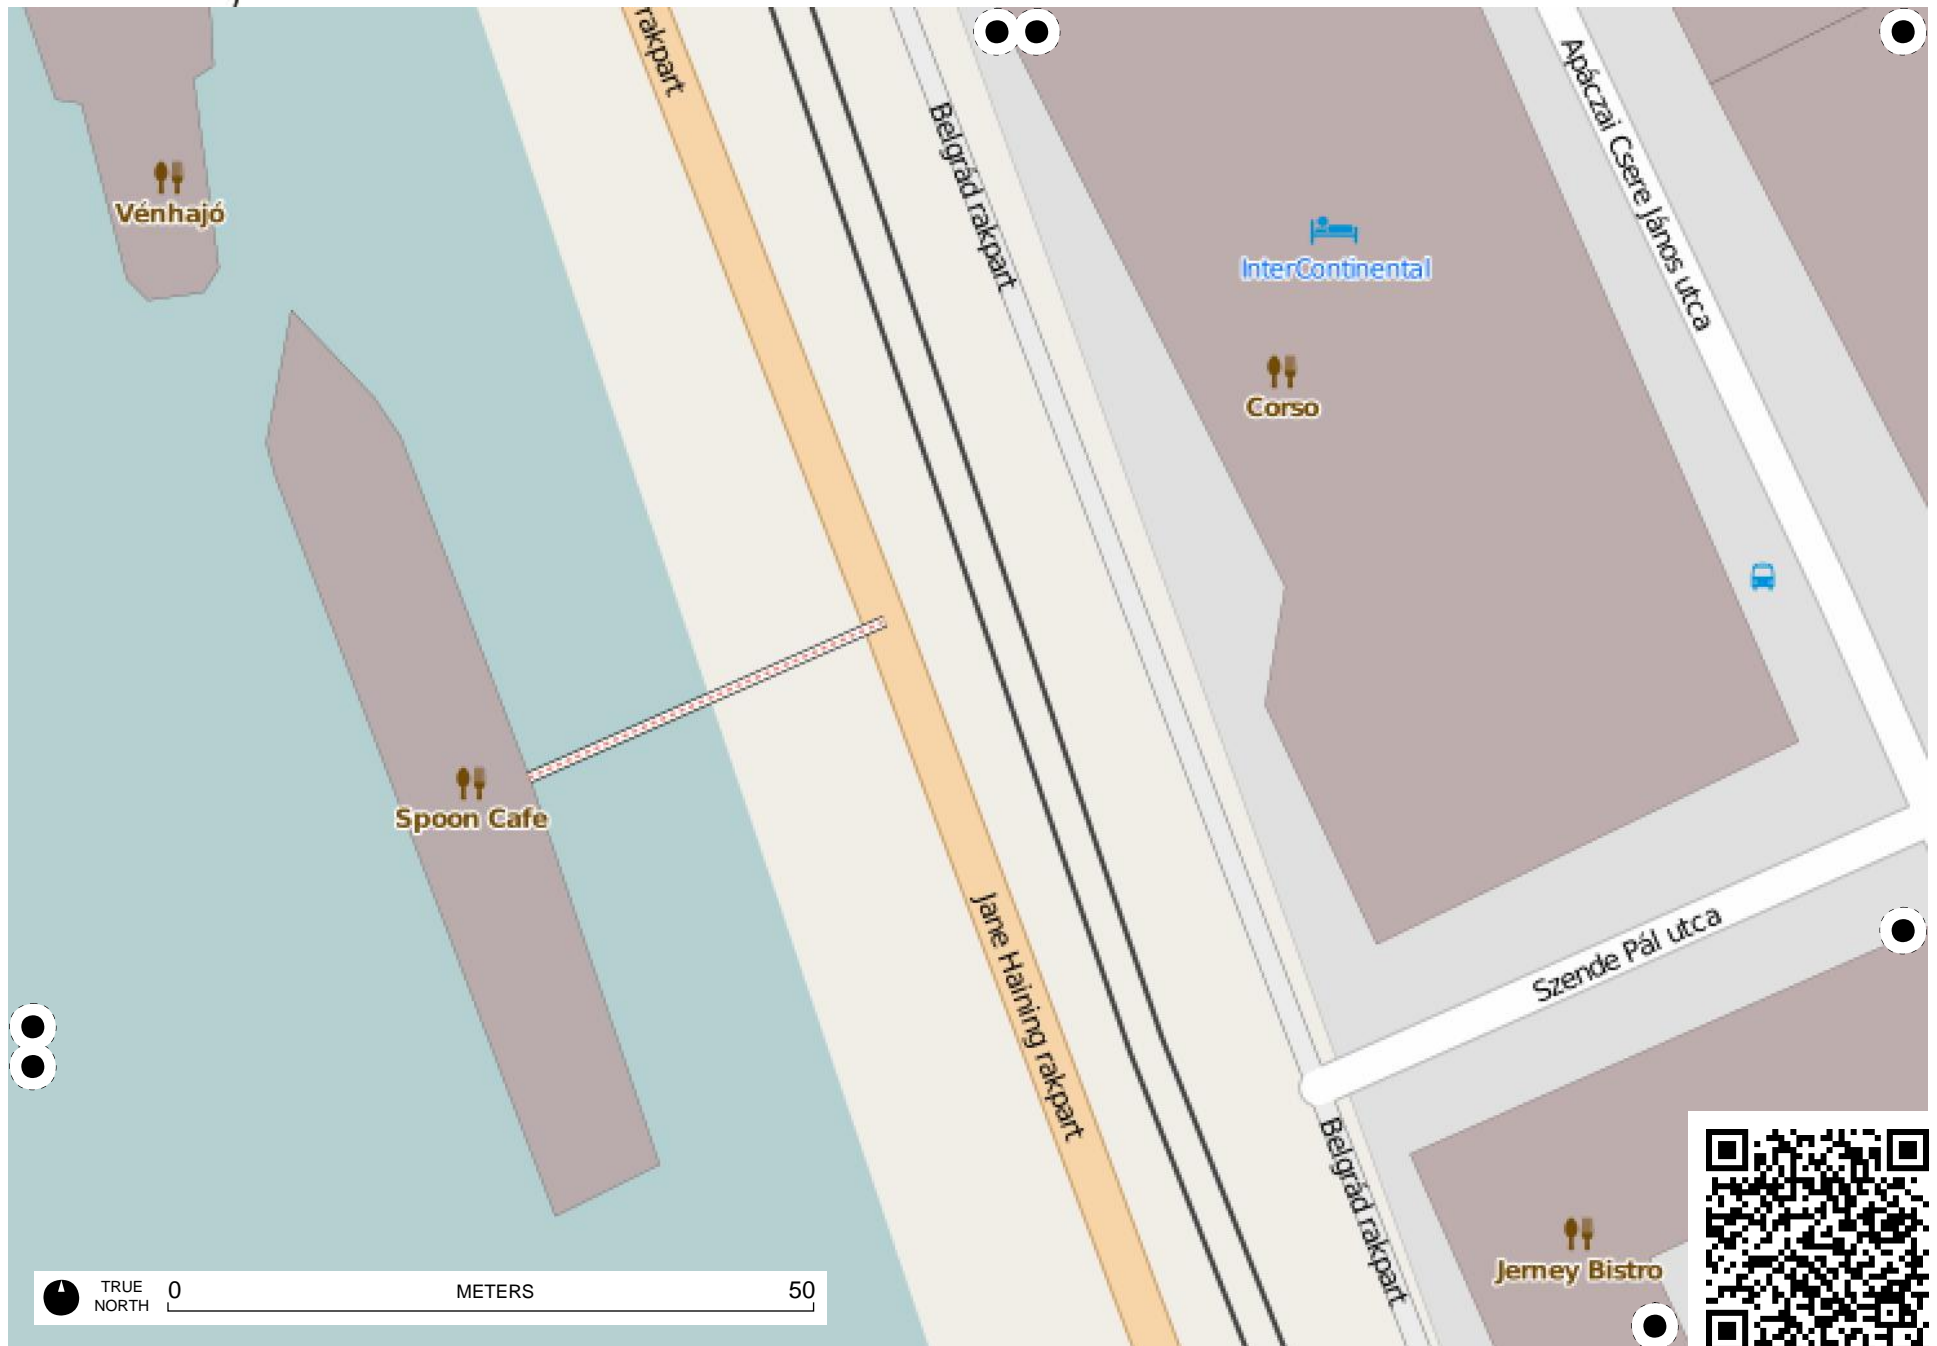 rakpart
Belgrád rakpart
Apáczai Csere János utca
Vénhajó
InterContinental
Corso
Spoon Cafe
Jane Haining rakpart
Szende Pál utca
Belgrád rakpart
Jerney Bistro
TRUE
NORTH
0
METERS
50